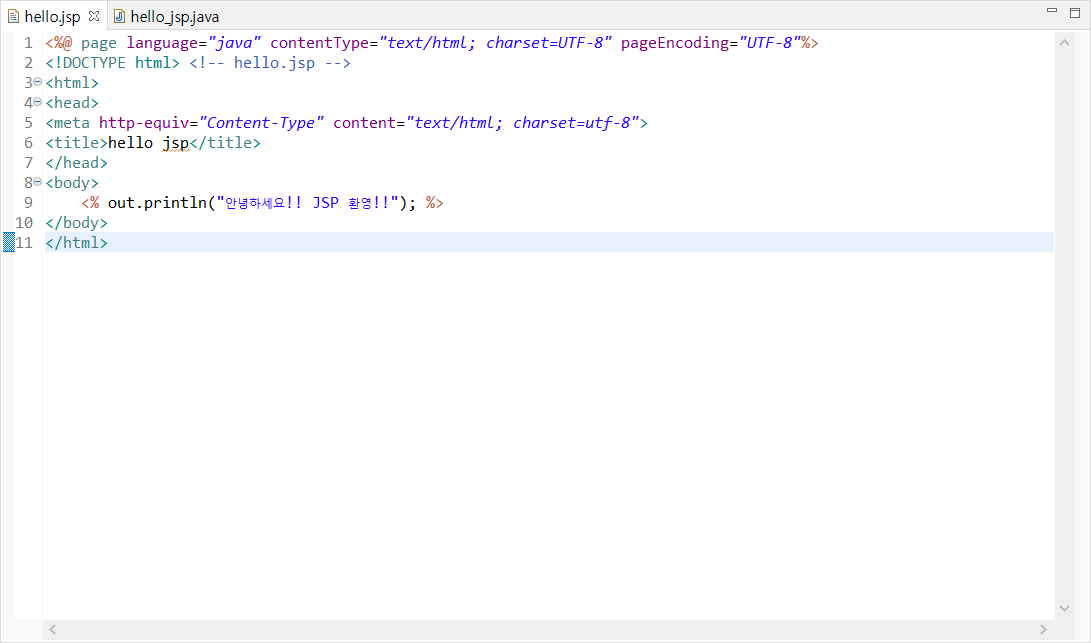 hello.jsp hello_jsp.java
1 <%@ page language="java" contentType="text/html; charset=UTF-8" pageEncoding="UTF-8"%>
2 <!DOCTYPE html> <!-- hello.jsp -->
3 <html>
4 <head>
5 <meta http-equiv="Content-Type" content="text/html; charset=utf-8">
6 <title>hello jsp</title>
7 </head>
8 <body>
9     <% out.println("안녕하세요!! JSP 환영!!"); %>
10 </body>
11 </html>